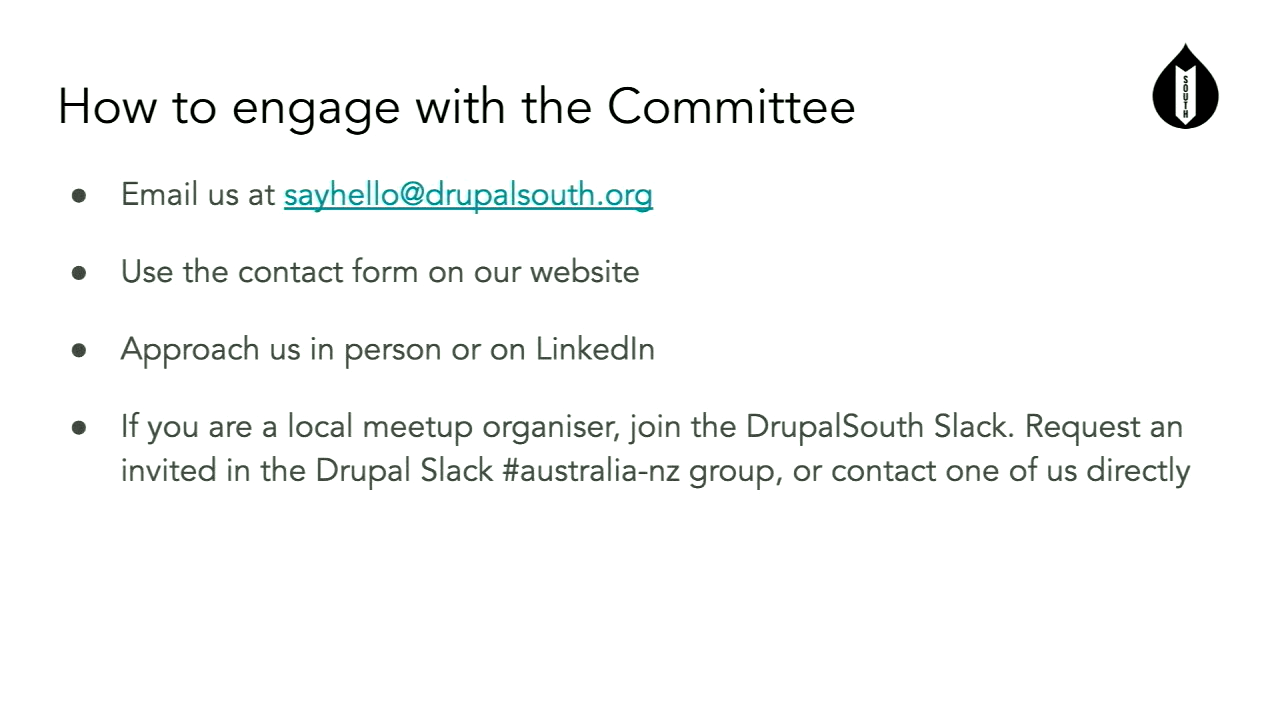 How to engage with the Committee
SOUTH
● Email us at sayhello@drupalsouth.org
● Use the contact form on our website
● Approach us in person or on LinkedIn
● If you are a local meetup organiser, join the DrupalSouth Slack. Request an
invited in the Drupal Slack #australia-nz group, or contact one of us directly